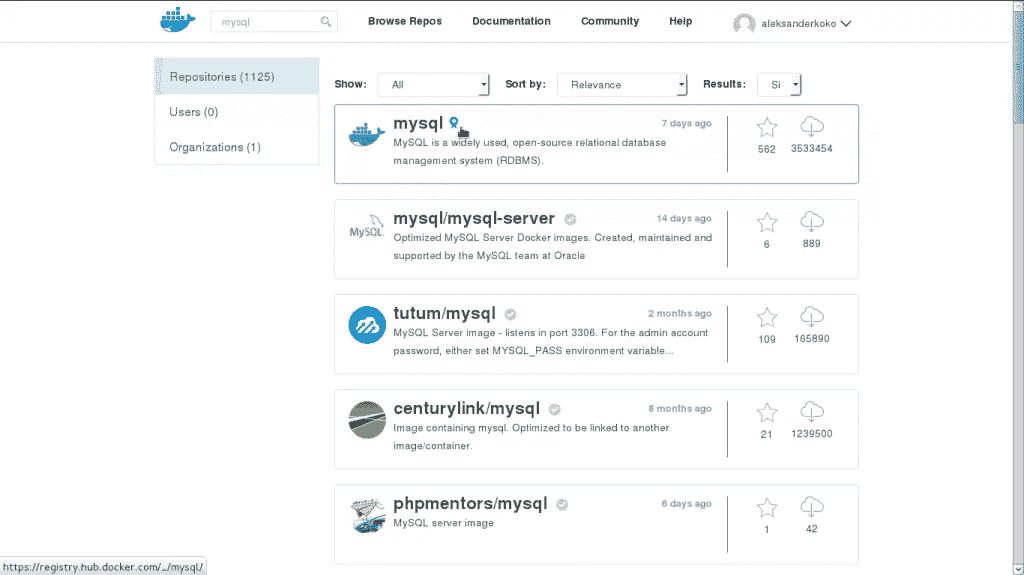 mysql
Browse Repos
Documentation
Community
Help
aleksanderkoko
Repositories (1125)
Users (0)
Organizations (1)
Show:
All
Sort by:
Relevance
Results:
Si
mysql
7 days ago
MySQL is a widely used, open-source relational database
management system (RDBMS).
562
3533454
mysql/mysql-server
14 days ago
MySQL
Optimized MySQL Server Docker images. Created, maintained and
supported by the MySQL team at Oracle
6
889
tutum/mysql
2 months ago
MySQL Server image - listens in port 3306. For the admin account
password, either set MYSQL_PASS environment variable...
109
165890
centurylink/mysql
8 months ago
Image containing mysql. Optimized to be linked to another
image/container.
21
1239500
phpmentors/mysql
6 days ago
MySQL server image
1
42
https://registry.hub.docker.com/_/mysql/